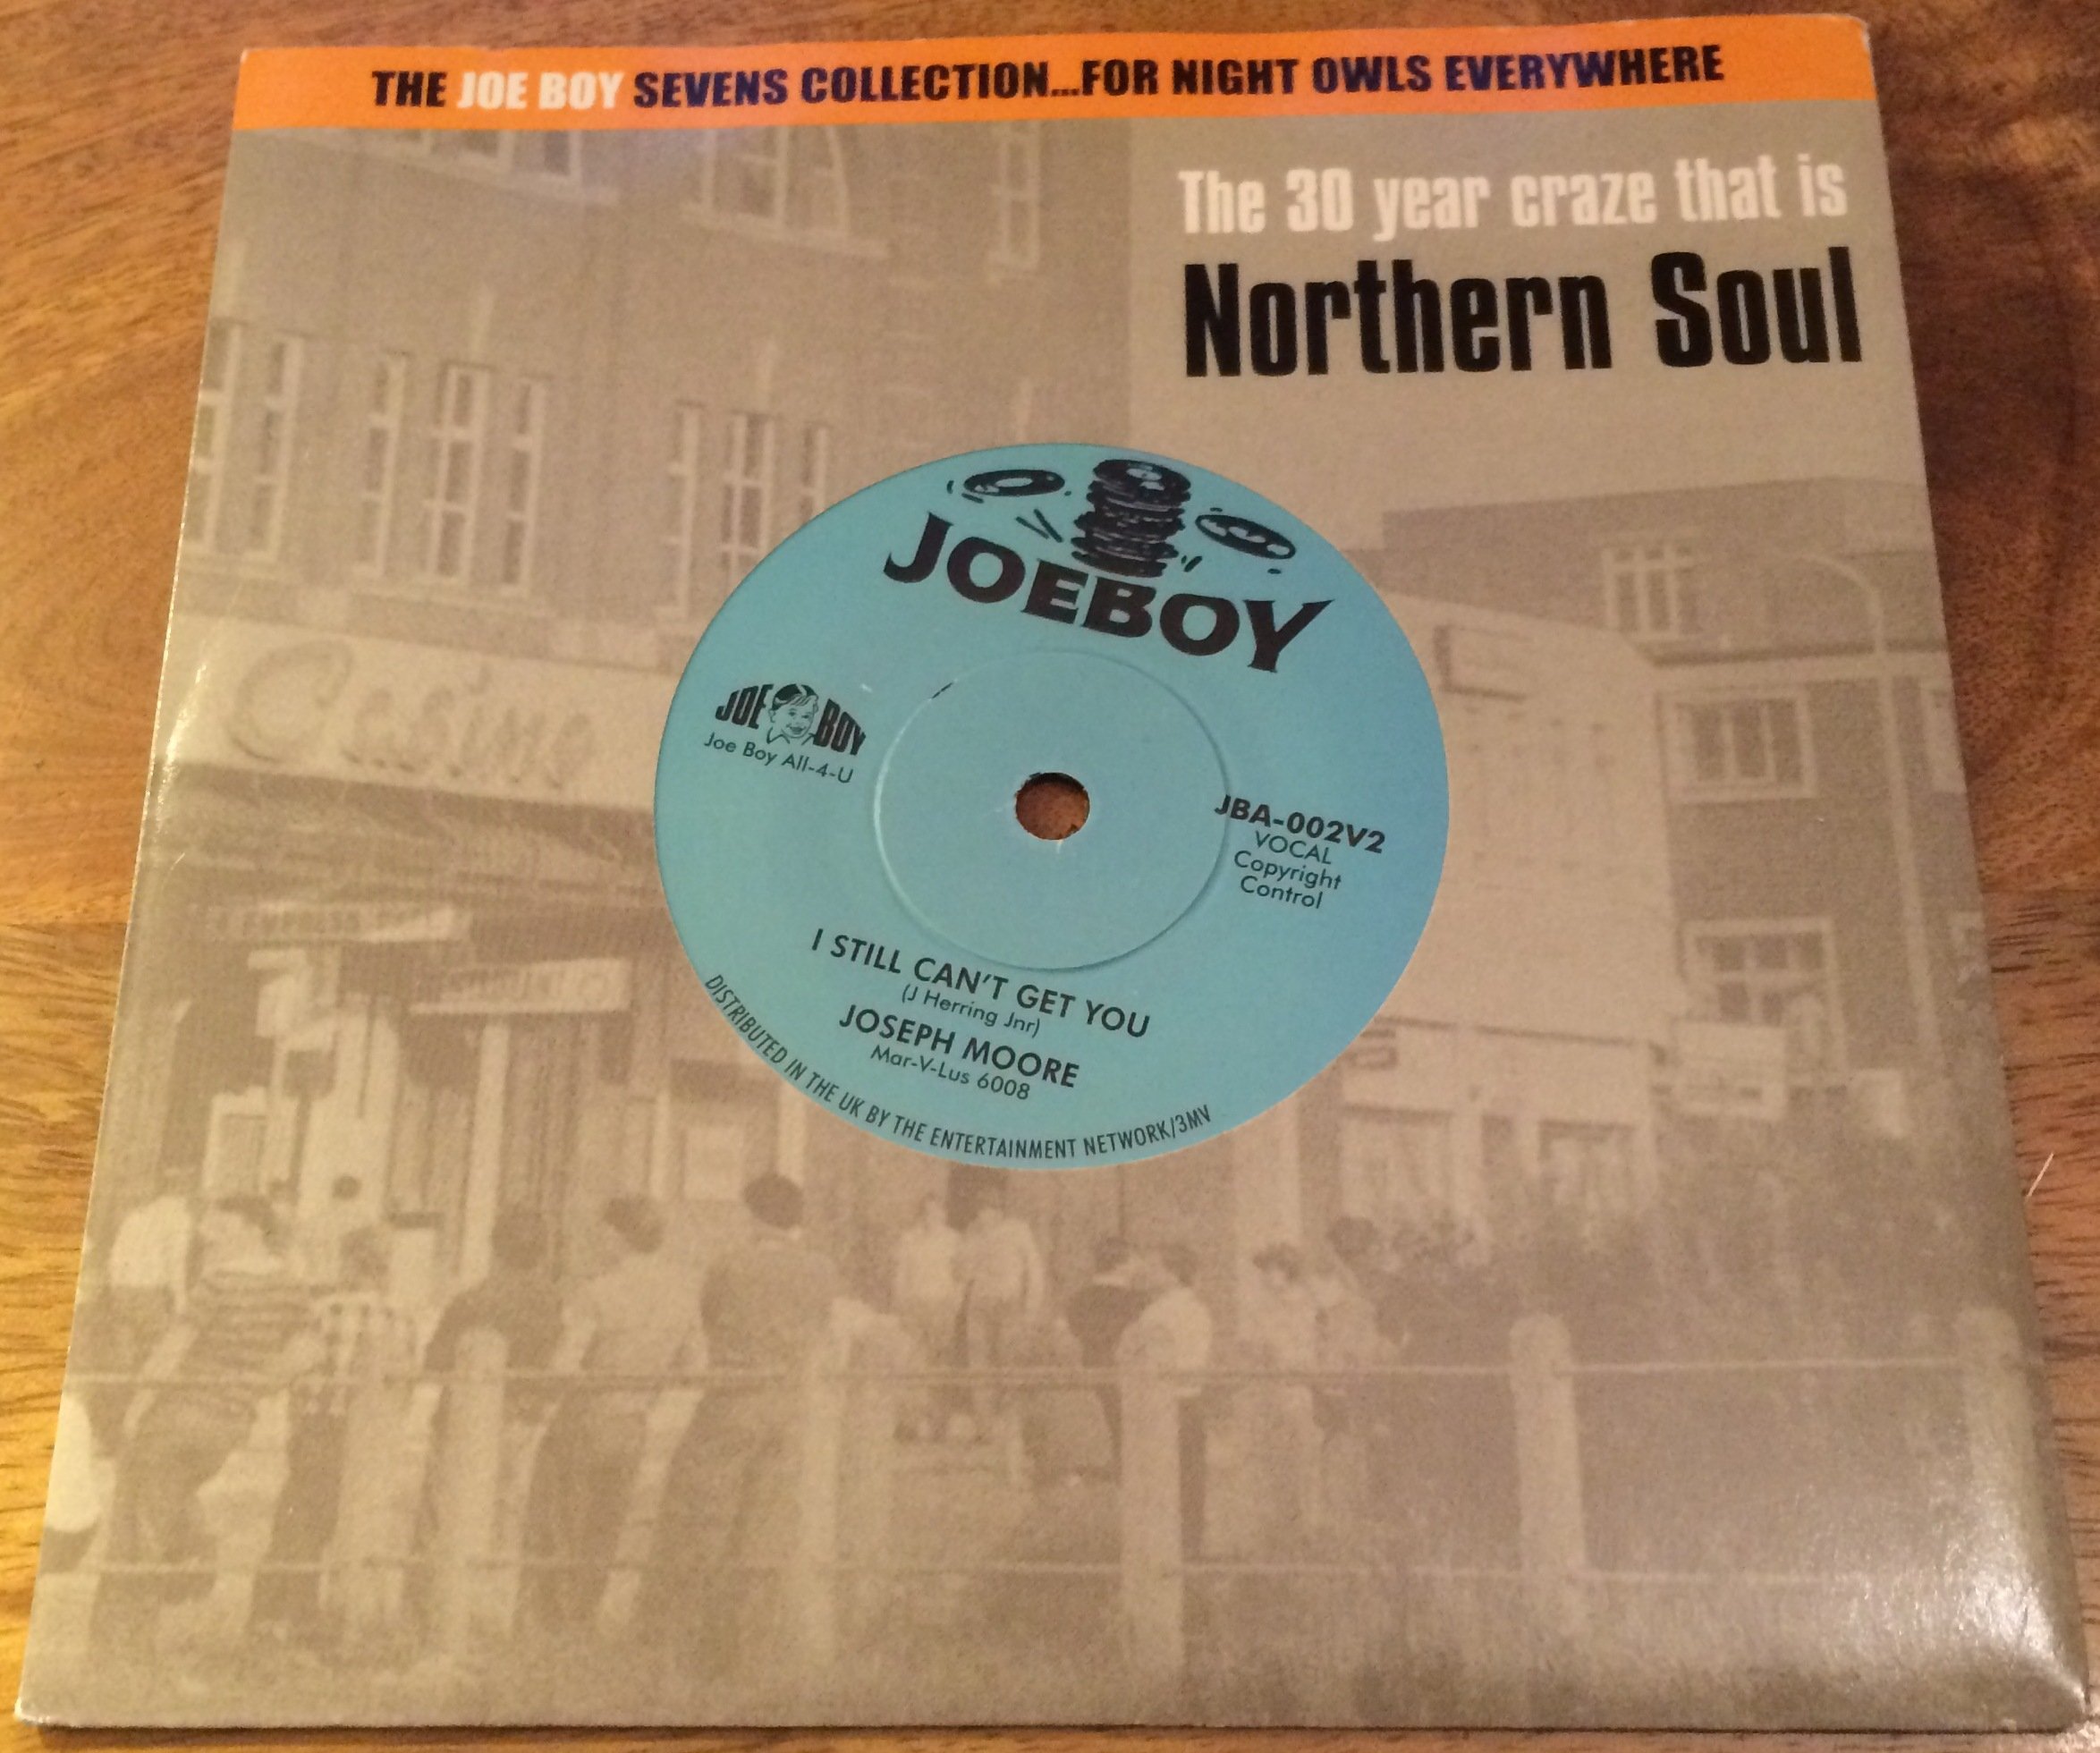 THE JOE BOY SEVENS COLLECTION...FOR NIGHT OWLS EVERYWHERE
The 30 year craze that is
Northern Soul
JOEBOY
JOE BOY
Joe Boy All-4-U
JBA-002V2
VOCAL
Copyright
Control
I STILL CAN'T GET YOU
(J Herring Jnr)
JOSEPH MOORE
Mar-V-Lus 6008
DISTRIBUTED IN THE UK BY THE ENTERTAINMENT NETWORK/3MV
Casino